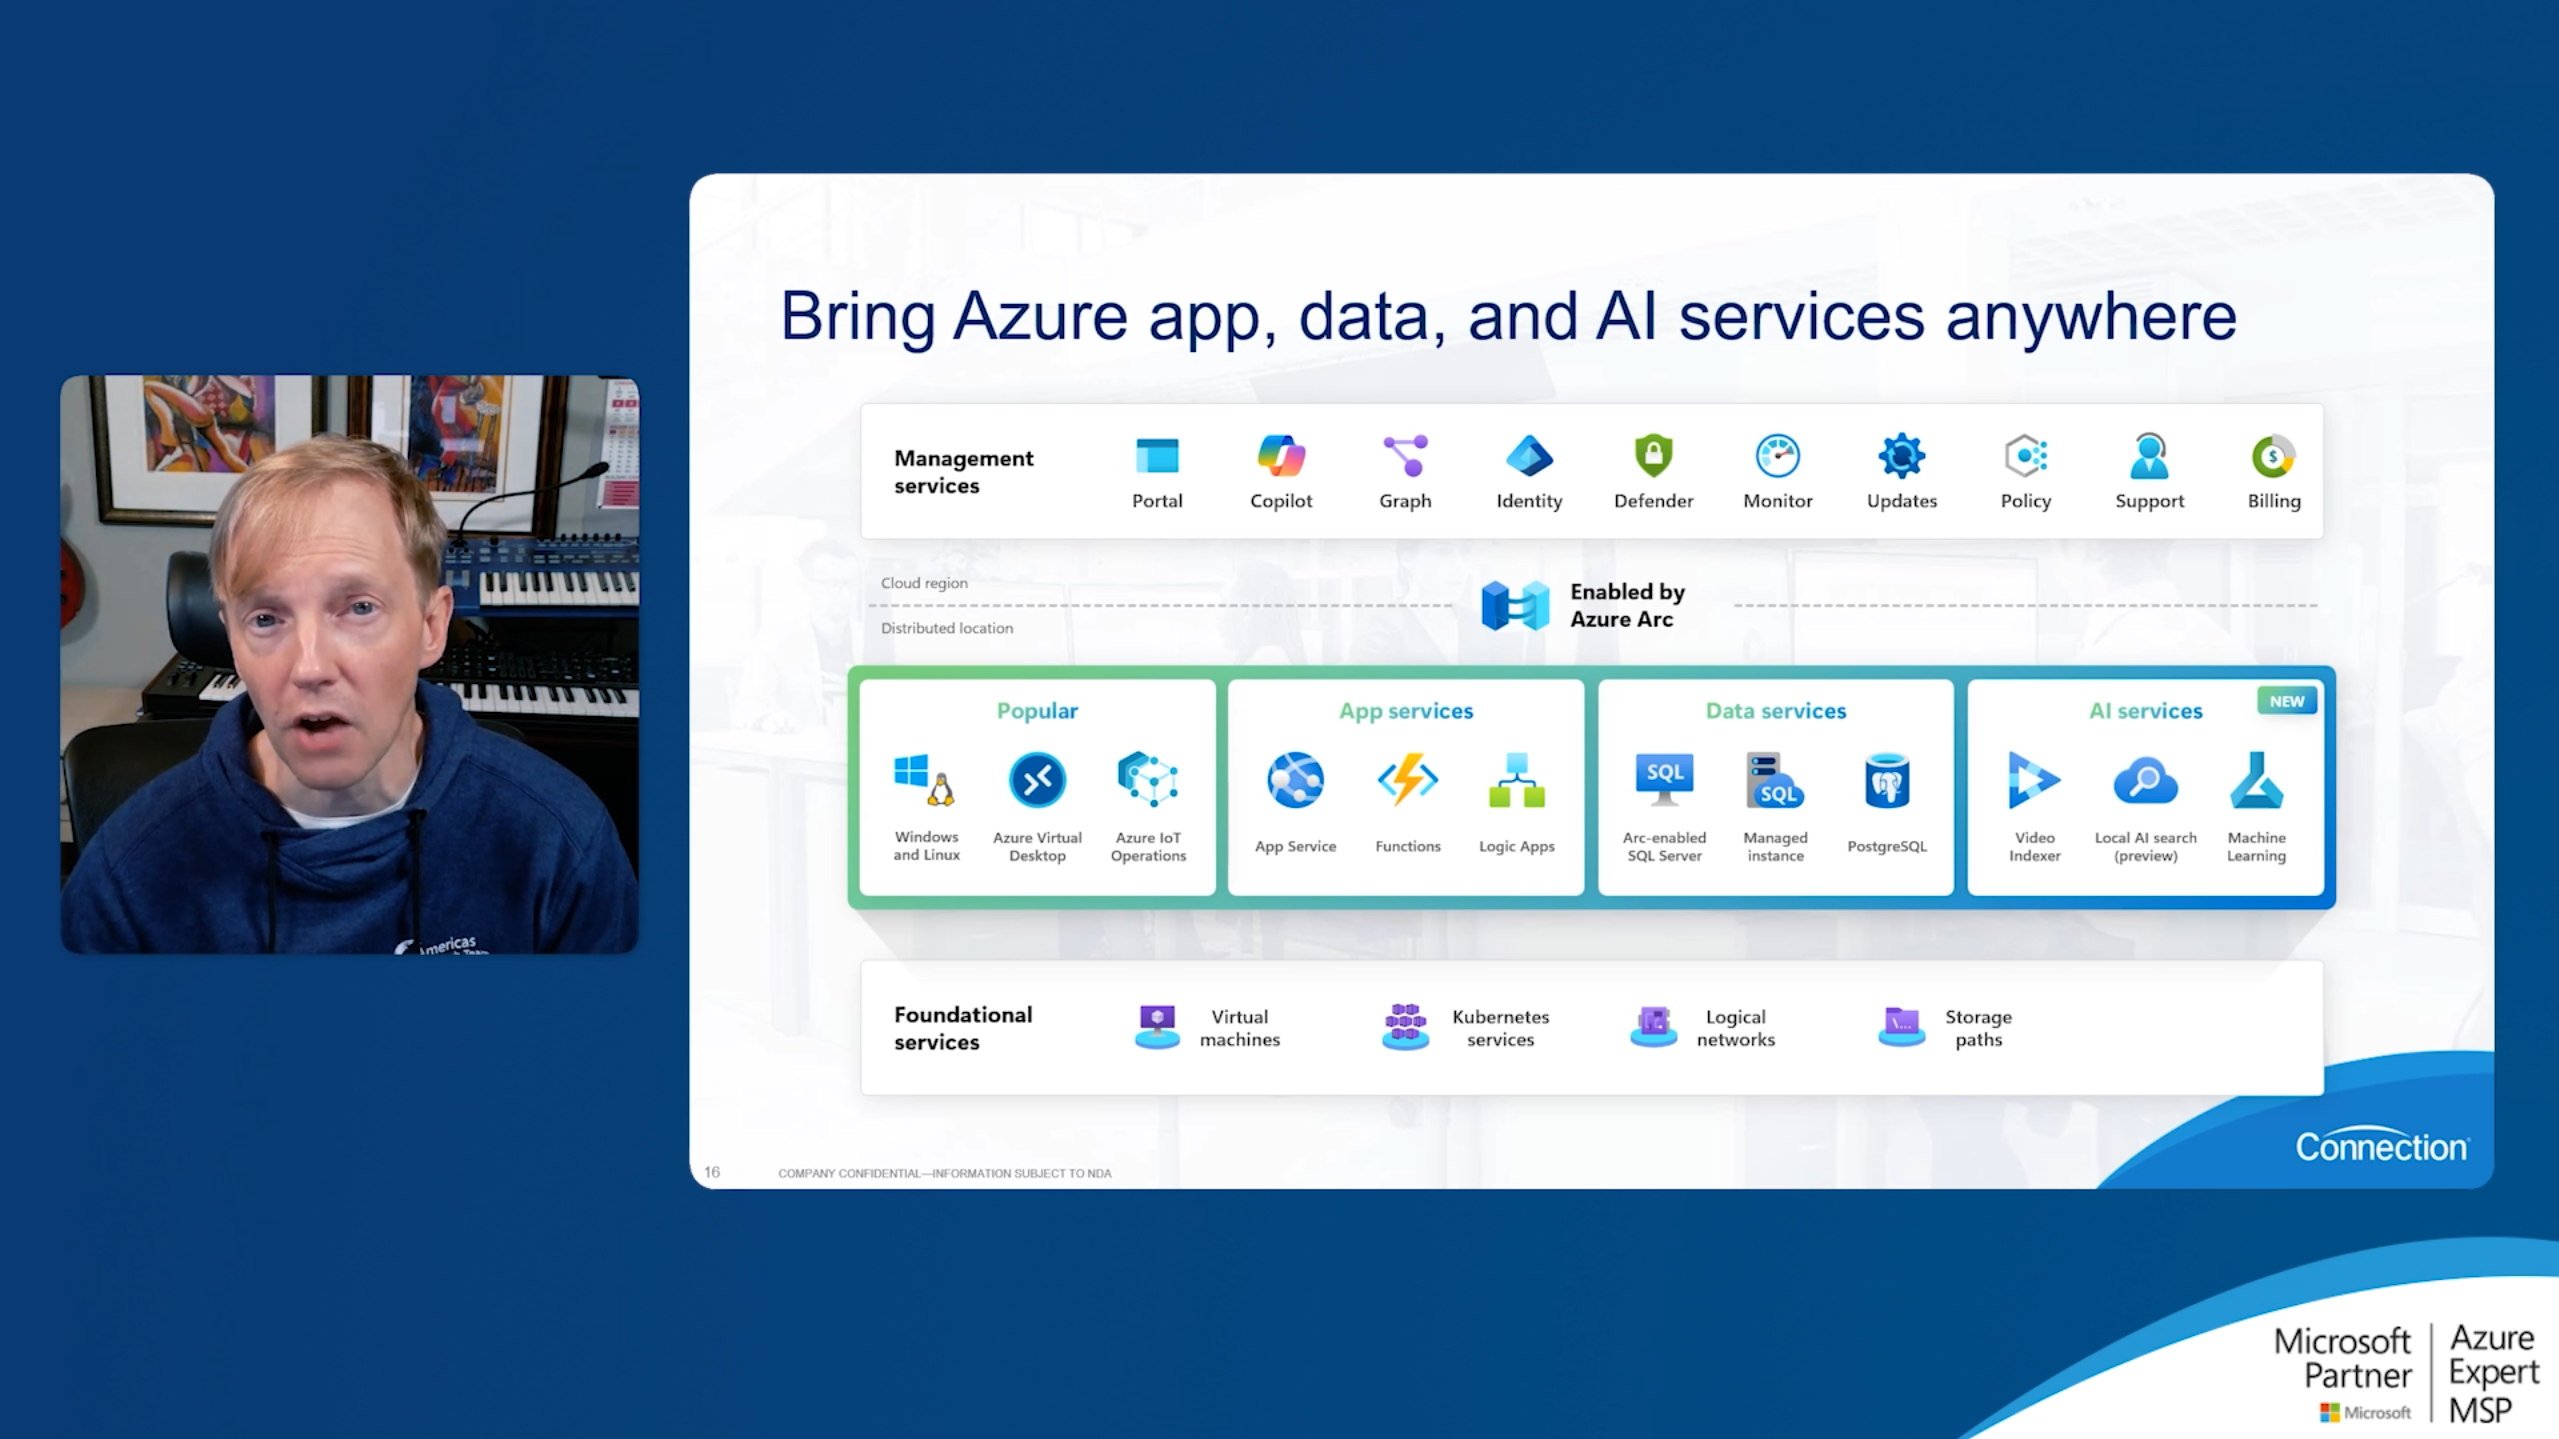 Bring Azure app, data, and AI services anywhere
Management
services
Portal
Copilot
Graph
Identity
Defender
Monitor
Updates
Policy
Support
Billing
Cloud region
Distributed location
Enabled by
Azure Arc
Popular
Windows
and Linux
Azure Virtual
Desktop
Azure IoT
Operations
App services
App Service
Functions
Logic Apps
Data services
SQL
Arc-enabled
SQL Server
SQL
Managed
instance
PostgreSQL
AI services
NEW
Video
Indexer
Local AI search
(preview)
Machine
Learning
Foundational
services
Virtual
machines
Kubernetes
services
Logical
networks
Storage
paths
16
COMPANY CONFIDENTIAL—INFORMATION SUBJECT TO NDA
Connection
Americas
Microsoft
Partner
Microsoft
Azure
Expert
MSP